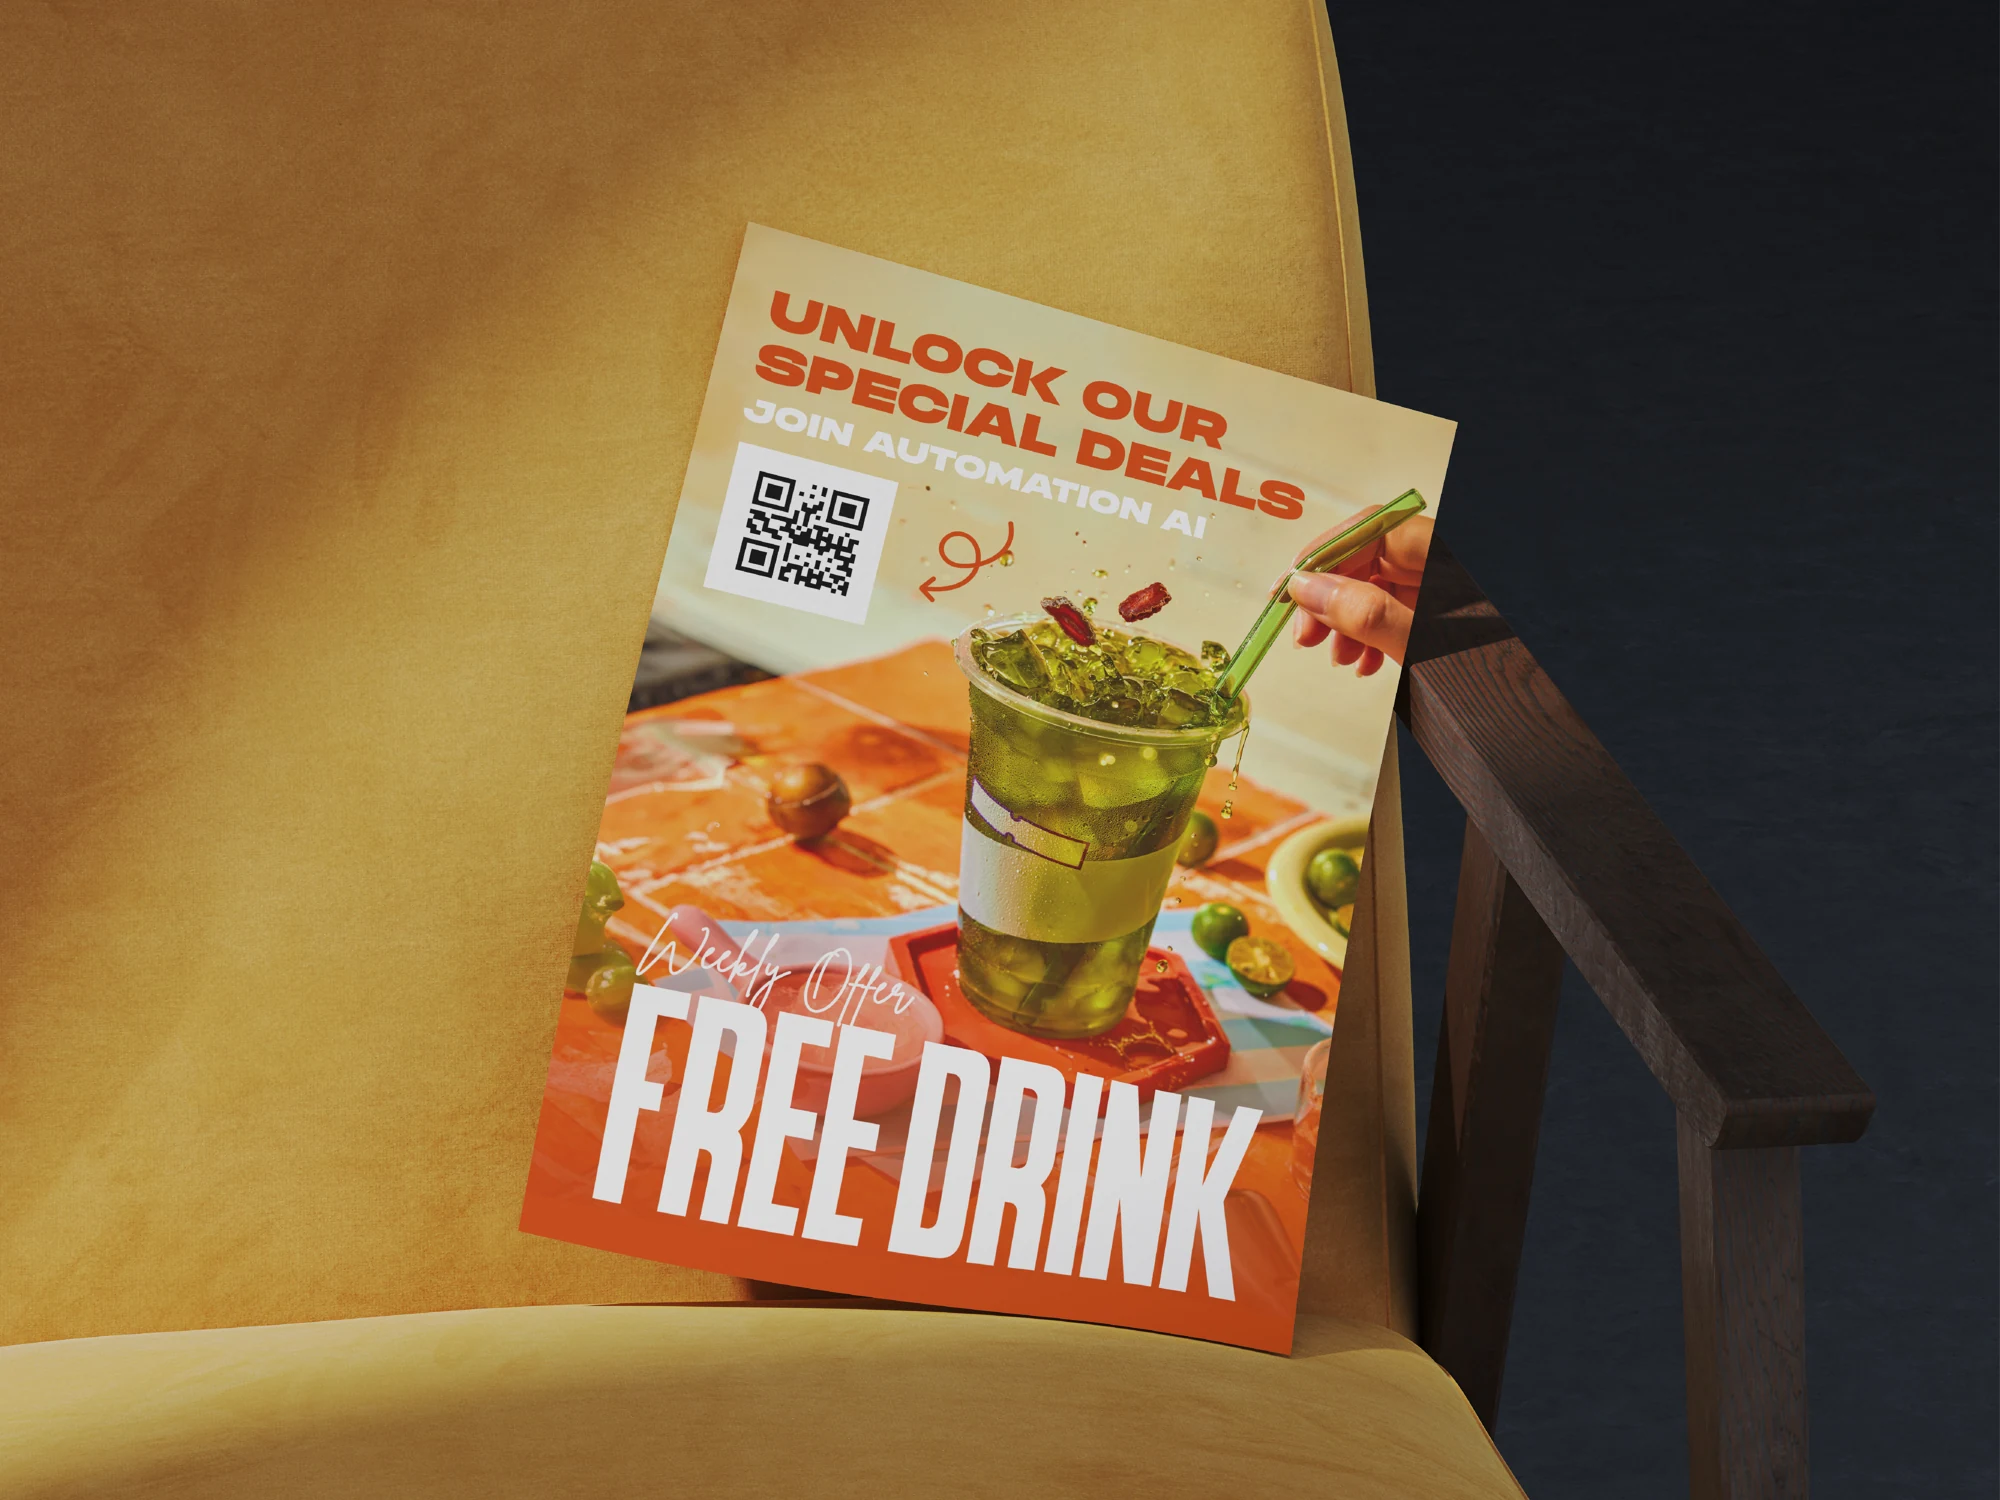 UNLOCK OUR
SPECIAL DEALS
JOIN AUTOMATION AI
Weekly Offer
FREE DRINK